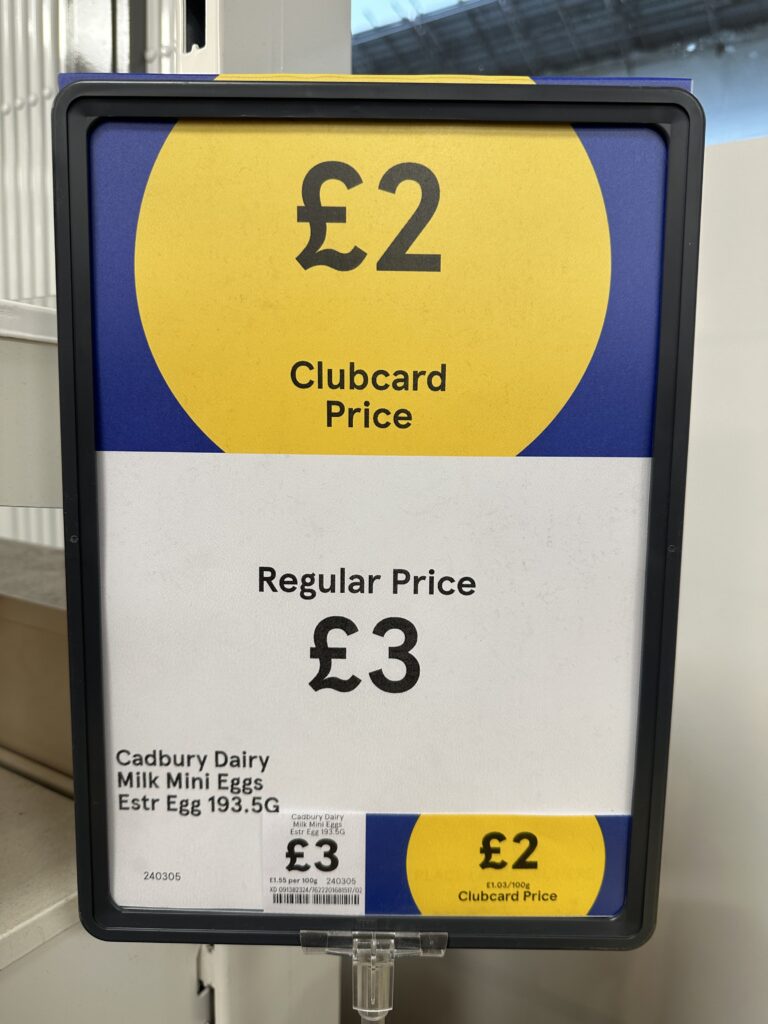 £2
Clubcard
Price
Regular Price
£3
Cadbury Dairy
Milk Mini Eggs
Estr Egg 193.5G
240305
Cadbury Dairy
Milk Mini Eggs
Estr Egg 193.5G
£3
£1.55 per 100g 240305
£2
£1.03/100g
Clubcard Price